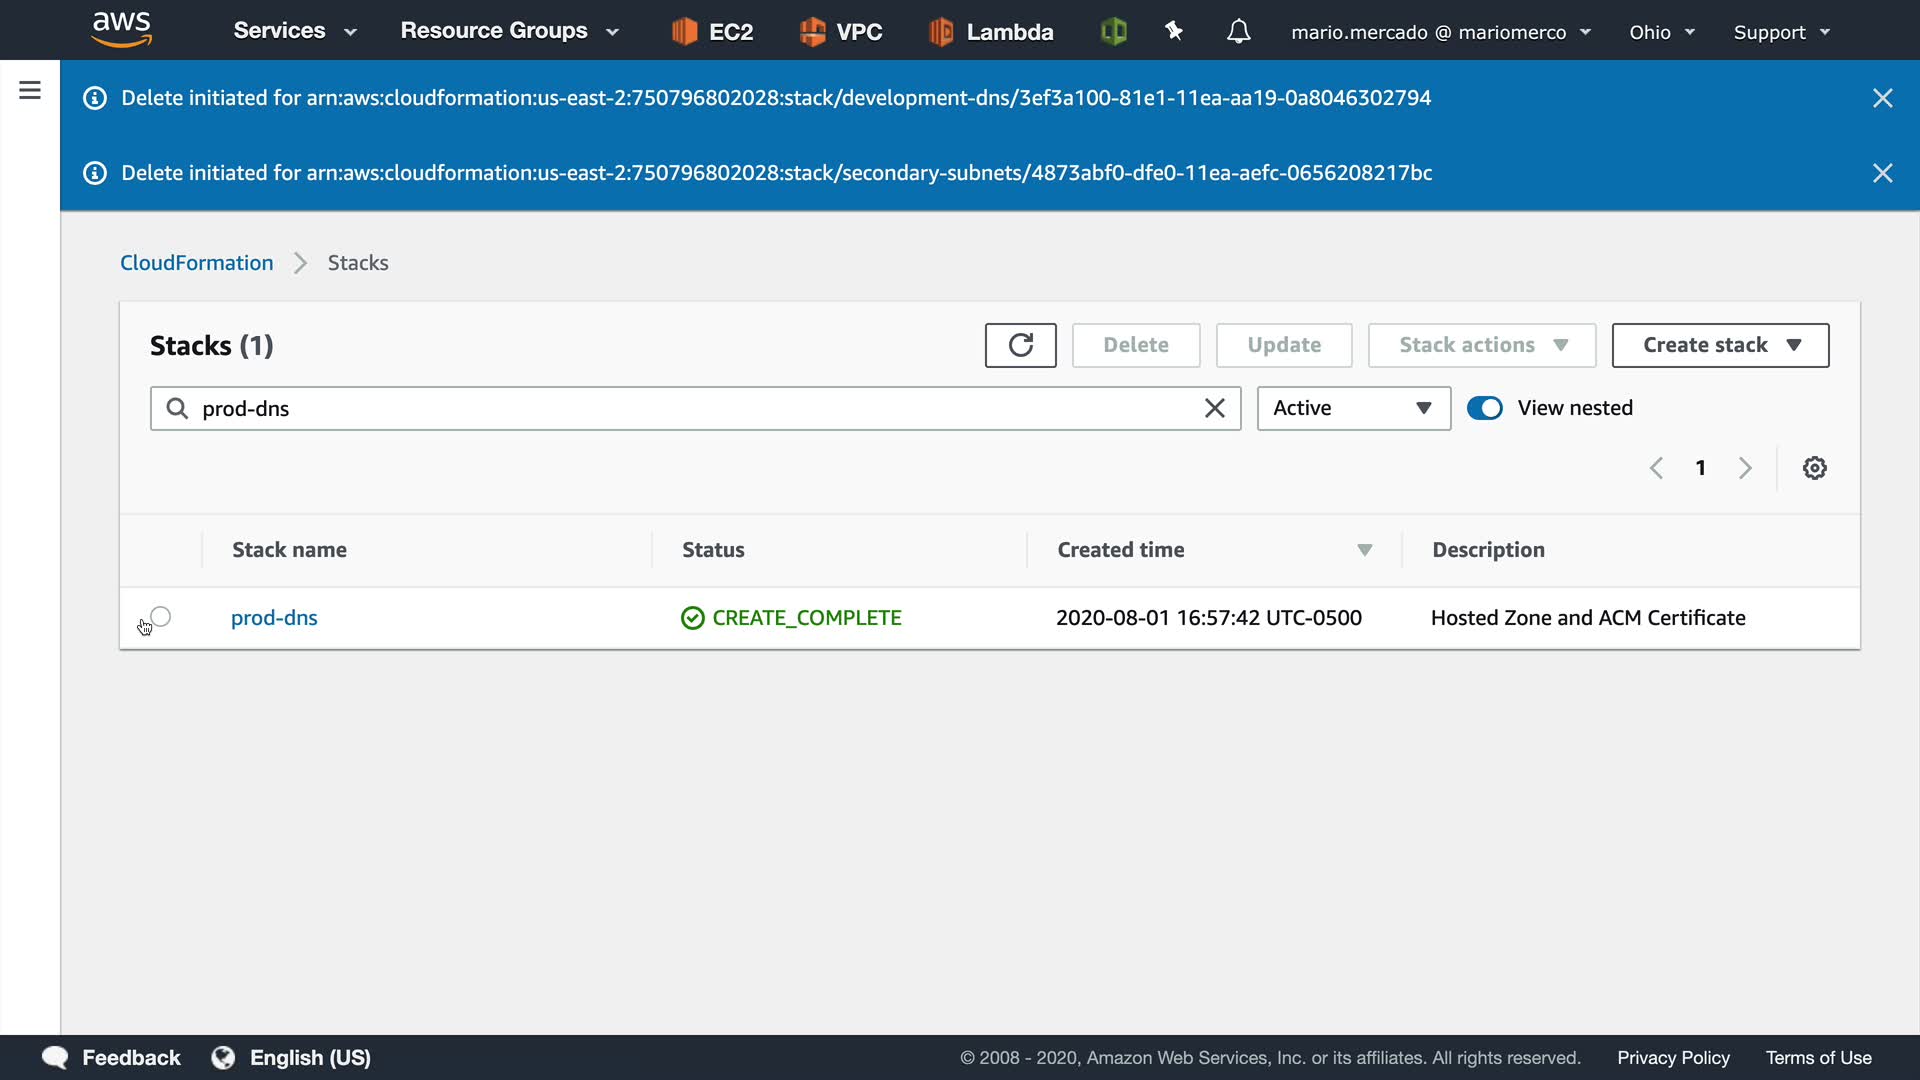 aws Services Resource Groups EC2 VPC Lambda mario.mercado @ mariomerco Ohio Support
Delete initiated for arn:aws:cloudformation:us-east-2:750796802028:stack/development-dns/3ef3a100-81e1-11ea-aa19-0a8046302794
Delete initiated for arn:aws:cloudformation:us-east-2:750796802028:stack/secondary-subnets/4873abf0-dfe0-11ea-aefc-0656208217bc
CloudFormation Stacks
Stacks (1) Delete Update Stack actions Create stack
prod-dns Active View nested
1
Stack name Status Created time Description
prod-dns CREATE_COMPLETE 2020-08-01 16:57:42 UTC-0500 Hosted Zone and ACM Certificate
Feedback English (US) © 2008 - 2020, Amazon Web Services, Inc. or its affiliates. All rights reserved. Privacy Policy Terms of Use